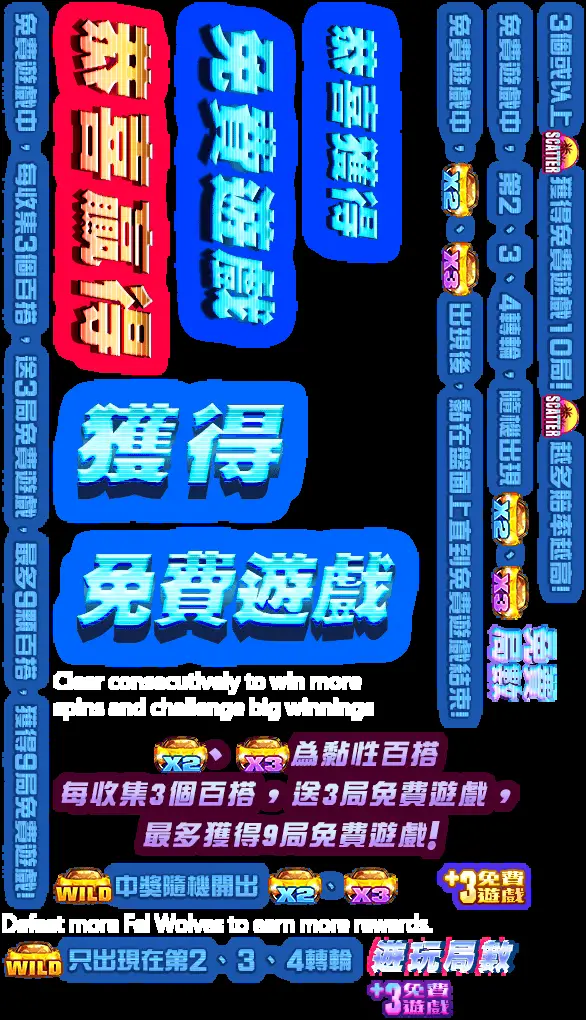 免費遊戲中，每收集3個百搭，送3局免費遊戲，最多9顆百搭，獲得9局免費遊戲!
恭喜贏得
免費遊戲
恭喜獲得
免費遊戲中，X2、X3出現後，黏在盤面上直到免費遊戲結束!
免費遊戲中，第2、3、4轉輪，隨機出現X2、X3
3個或以上SCATTER獲得免費遊戲10局!SCATTER越多賠率越高!
免費
局數
獲得
免費遊戲
Clear consecutively to win more
spins and challenge big winnings
X2、X3為黏性百搭
每收集3個百搭，送3局免費遊戲，
最多獲得9局免費遊戲!
WILD中獎隨機開出X2、X3
+3免費
遊戲
Defeat more Fel Wolves to earn more rewards.
WILD只出現在第2、3、4轉輪
遊玩局數
+3免費
遊戲